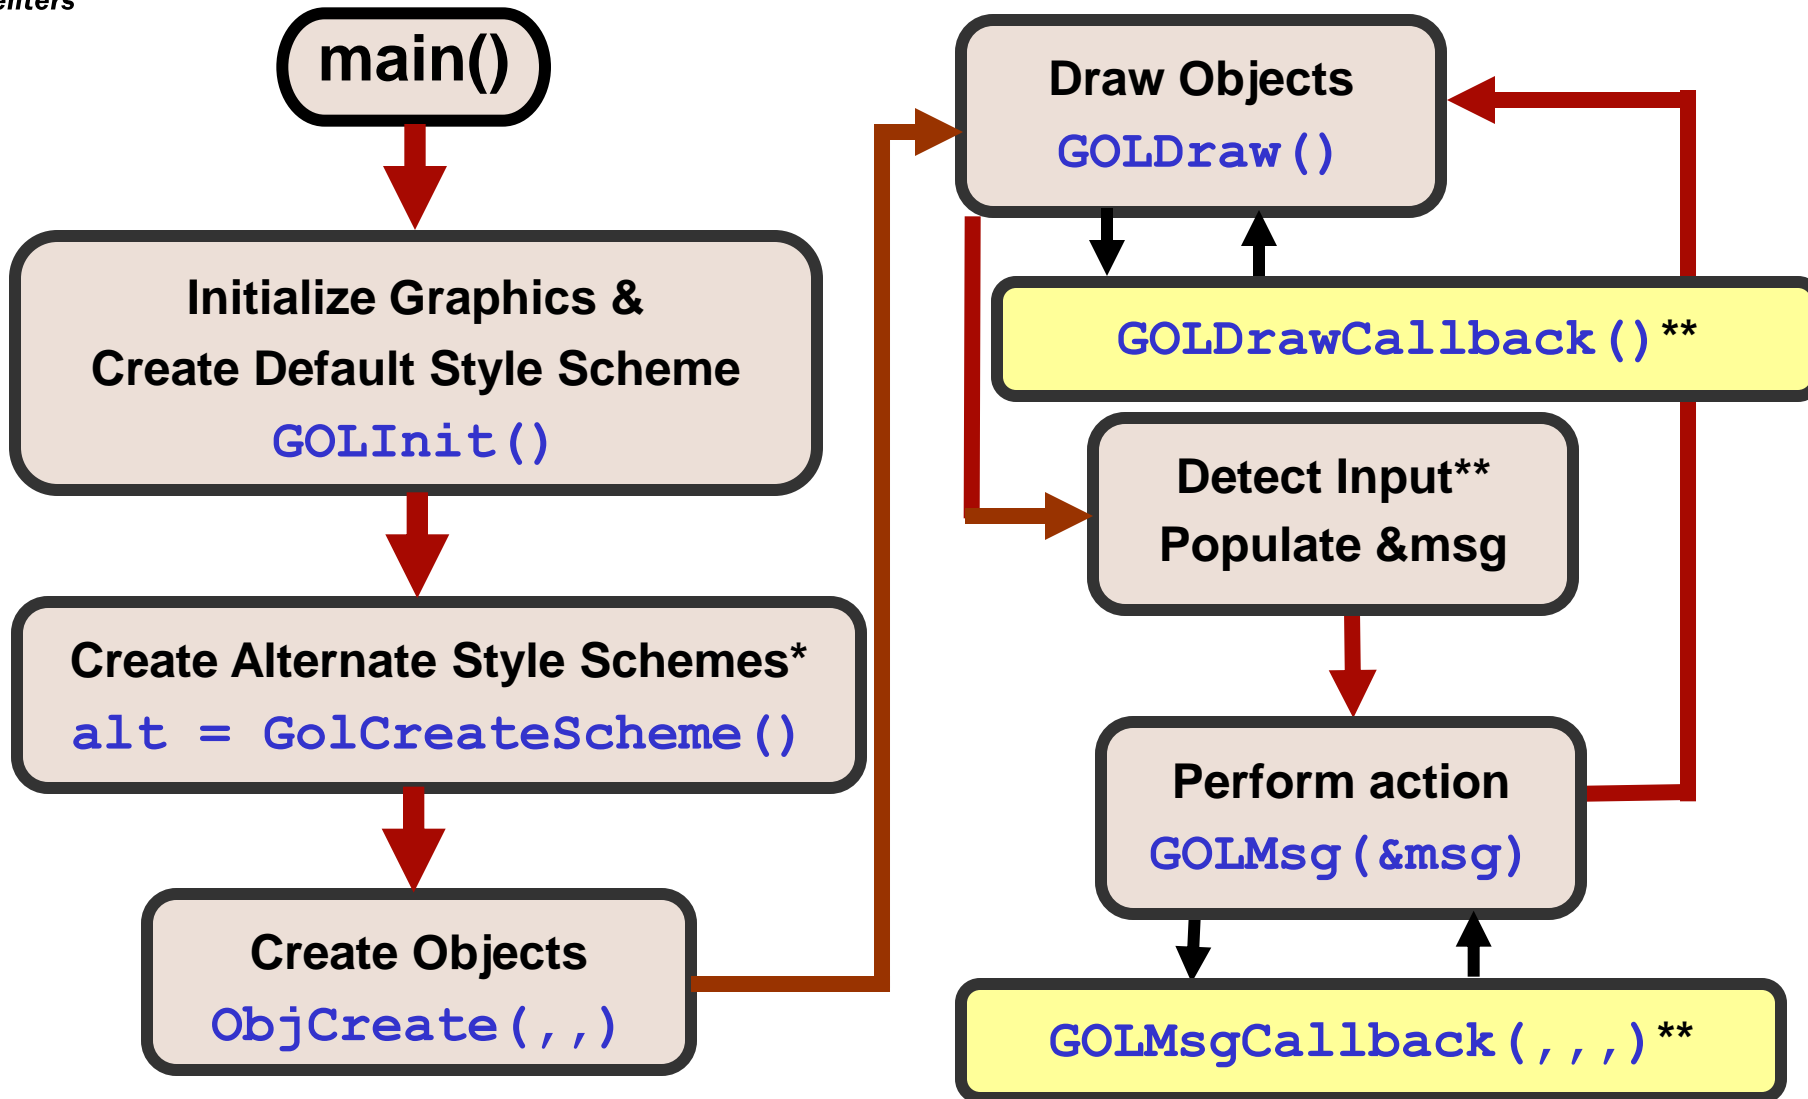 main()
Initialize Graphics &
Create Default Style Scheme
GOLInit()
Create Alternate Style Schemes*
alt = GolCreateScheme()
Create Objects
ObjCreate(,,)
Draw Objects
GOLDraw()
GOLDrawCallback()**
Detect Input**
Populate &msg
Perform action
GOLMsg(&msg)
GOLMsgCallback(,,,)**